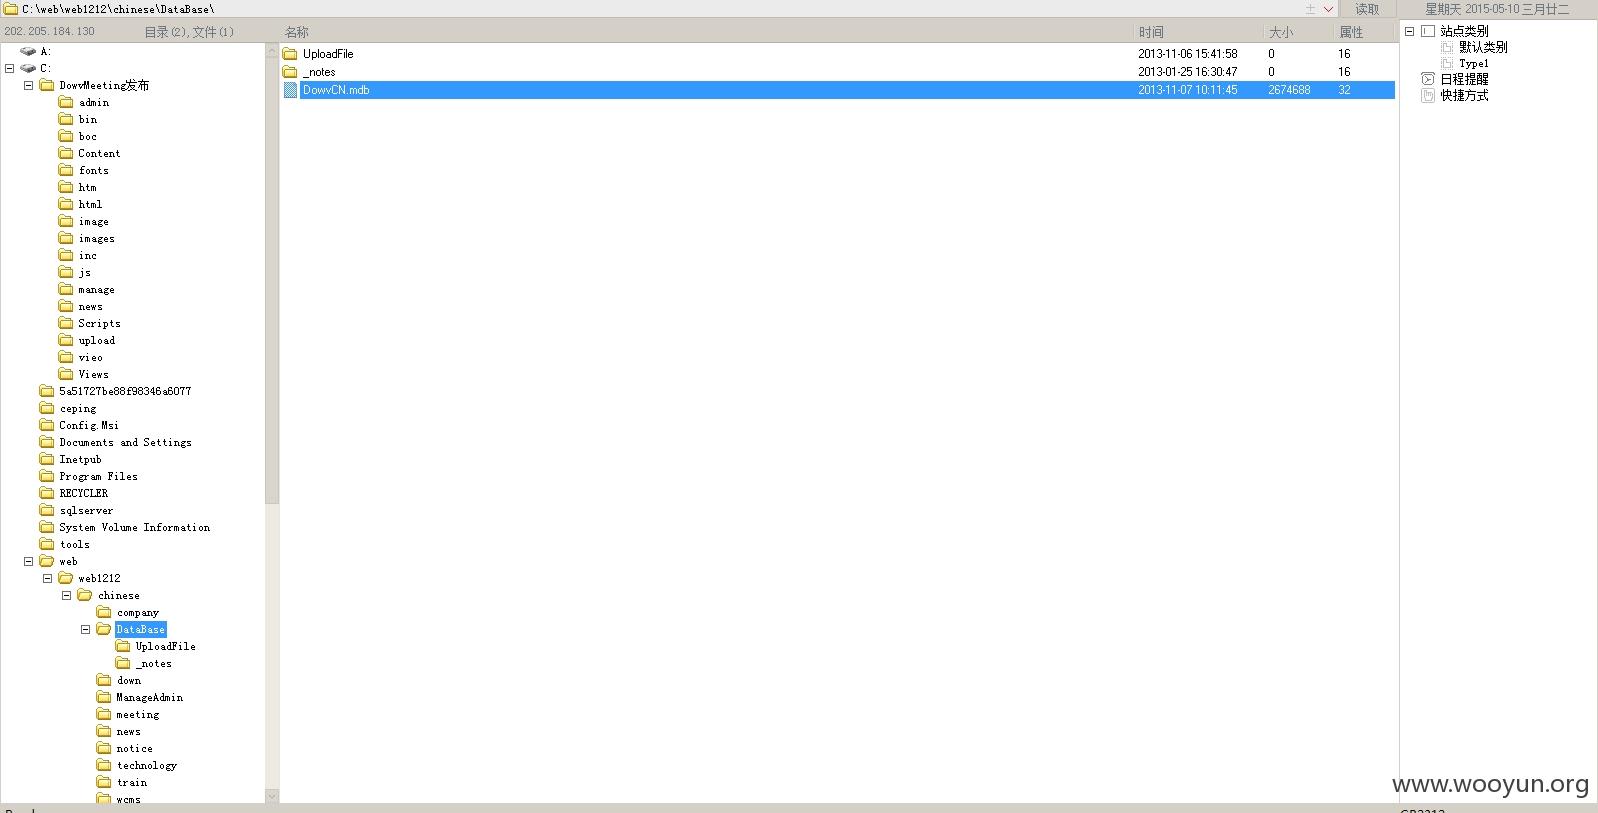 C:\web\web1212\chinese\DataBase\
读取
星期天 2015-05-10 三月廿二
202.205.184.130
目录(2),文件(1)
名称
时间
大小
属性
A:
C:
DowvMeeting发布
admin
bin
boc
Content
fonts
htm
html
image
images
inc
js
manage
news
Scripts
upload
vieo
Views
5a51727be88f98346a6077
ceping
Config.Msi
Documents and Settings
Inetpub
Program Files
RECYCLER
sqlserver
System Volume Information
tools
web
web1212
chinese
company
DataBase
UploadFile
_notes
down
ManageAdmin
meeting
news
notice
technology
train
wcms
UploadFile 2013-11-06 15:41:58 0 16
_notes 2013-01-25 16:30:47 0 16
DowvCN.mdb 2013-11-07 10:11:45 2674688 32
站点类别
默认类别
Type1
日程提醒
快捷方式
www.wooyun.org